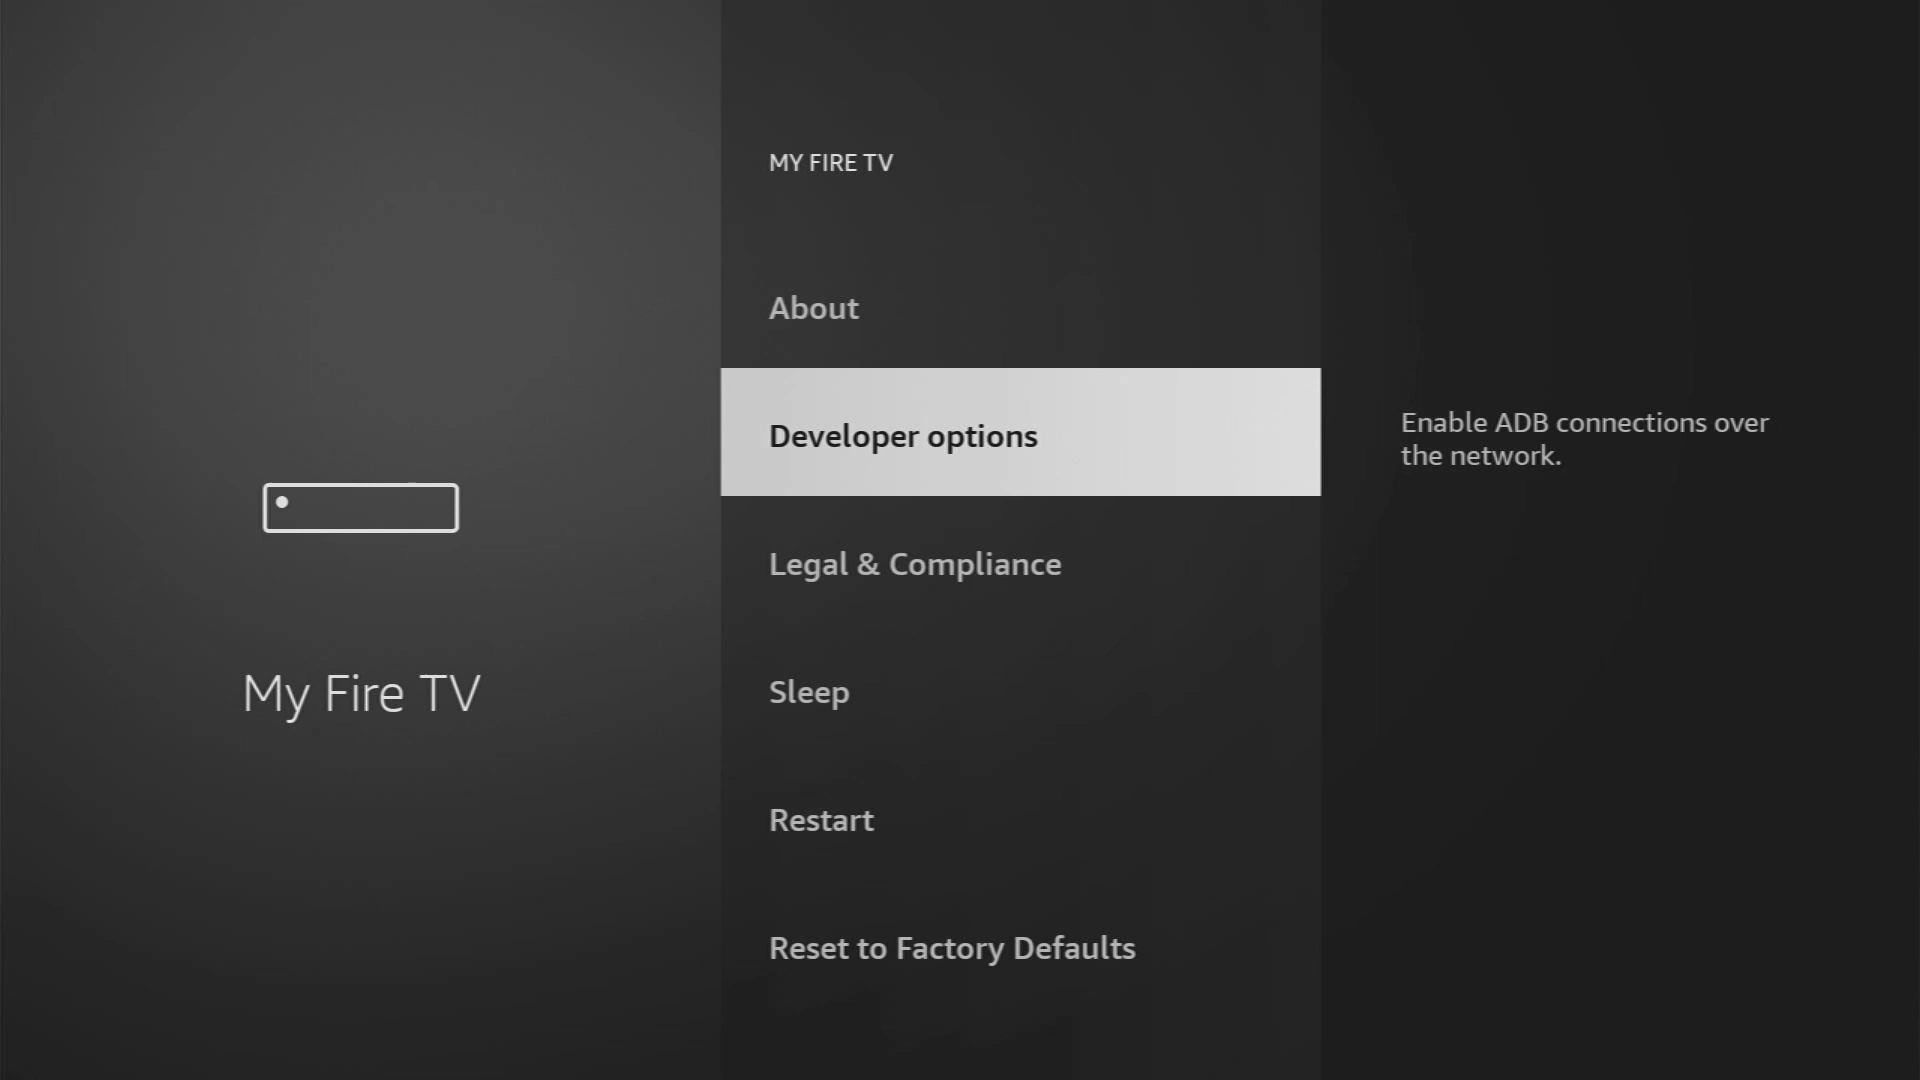 My Fire TV
MY FIRE TV
About
Developer options
Legal & Compliance
Sleep
Restart
Reset to Factory Defaults
Enable ADB connections over
the network.